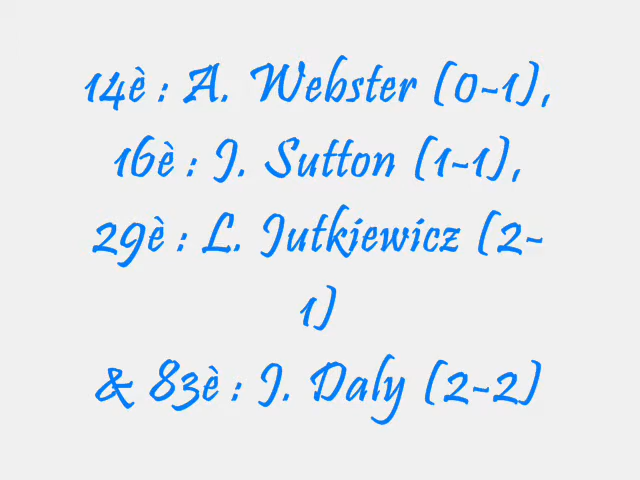 14è : A. Webster (0-1),
16è : J. Sutton (1-1),
29è : L. Jutkiewicz (2-
1)
& 83è : J. Daly (2-2)